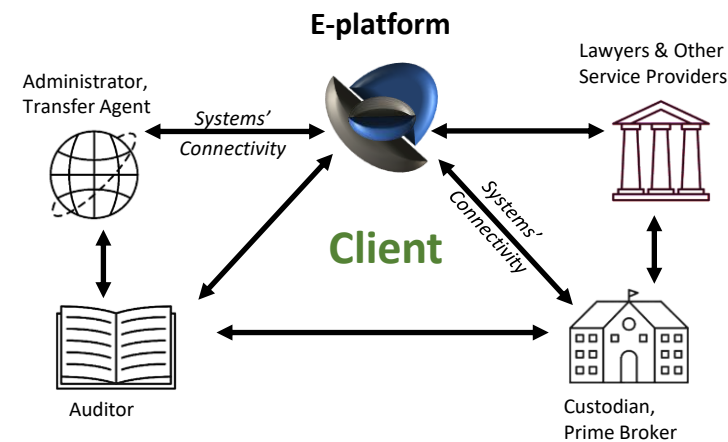 E-platform
Administrator,
Transfer Agent
Lawyers & Other
Service Providers
Systems'
Connectivity
Systems'
Connectivity
Client
Auditor
Custodian,
Prime Broker